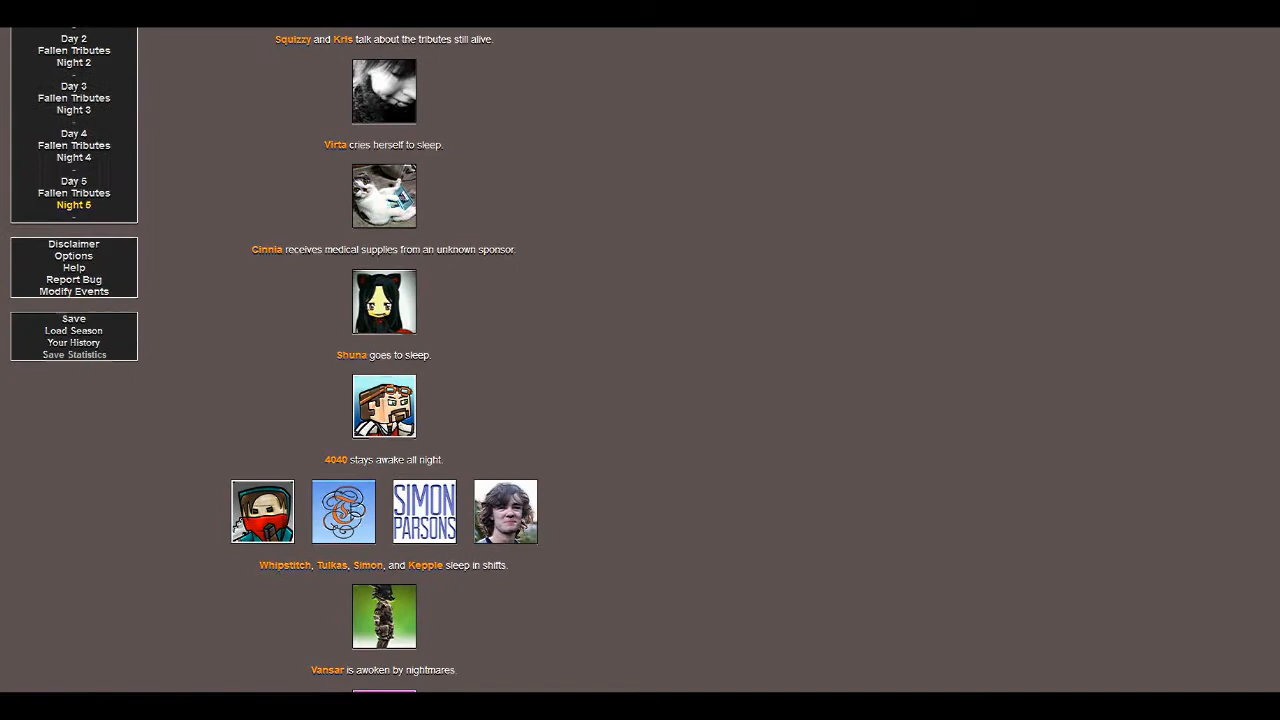 Day 2
Fallen Tributes
Night 2
-
Day 3
Fallen Tributes
Night 3
-
Day 4
Fallen Tributes
Night 4
-
Day 5
Fallen Tributes
Night 5
-
Disclaimer
Options
Help
Report Bug
Modify Events
Save
Load Season
Your History
Save Statistics
Squizzy and Kris talk about the tributes still alive.
Virta cries herself to sleep.
Cinnia receives medical supplies from an unknown sponsor.
Shuna goes to sleep.
4040 stays awake all night.
SIMON
PARSONS
Whipstitch, Tulkas, Simon, and Kepple sleep in shifts.
Vansar is awoken by nightmares.